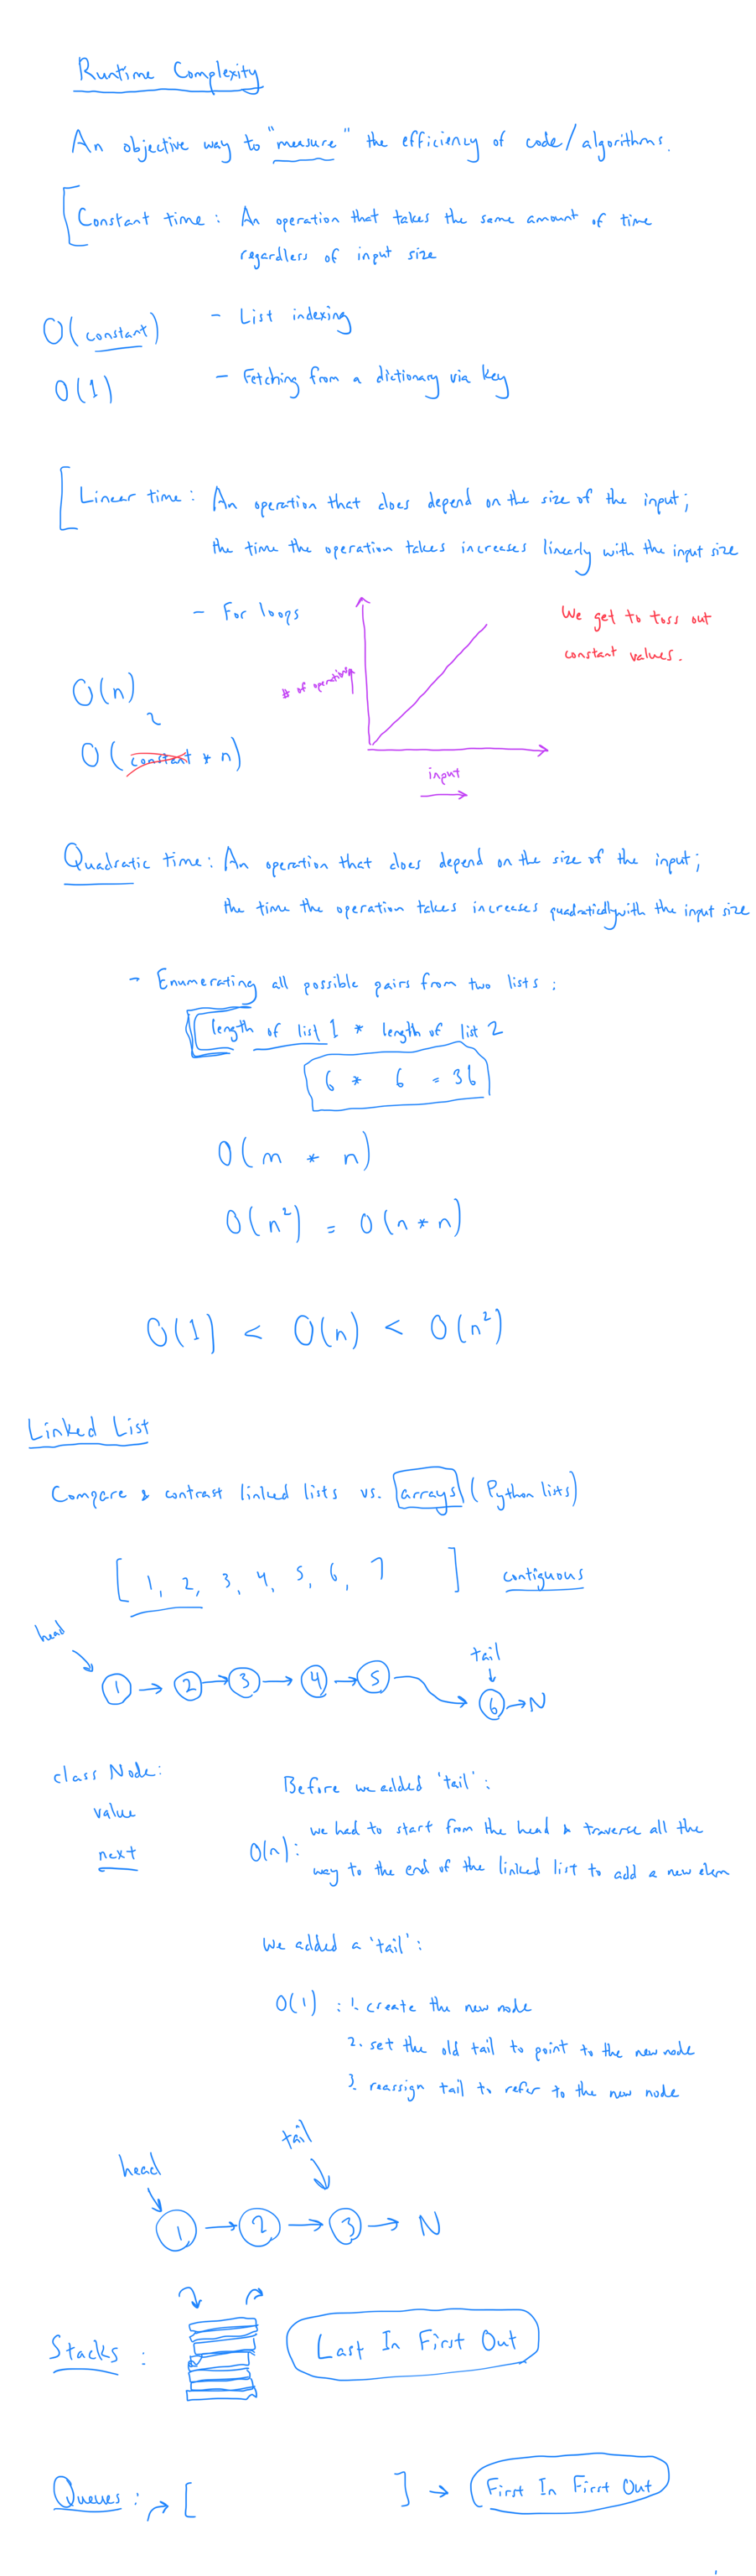 Runtime Complexity
An objective way to "measure" the efficiency of code/algorithms.
Constant time: An operation that takes the same amount of time
regardless of input size
O(constant)
- List indexing
O(1)
- Fetching from a dictionary via key
Linear time: An operation that does depend on the size of the input;
the time the operation takes increases linearly with the input size
- For loops
We get to toss out
constant values.
# of operations
O(n)
2
O(constant * n)
input
Quadratic time: An operation that does depend on the size of the input;
the time the operation takes increases quadratically with the input size
- Enumerating all possible pairs from two lists:
length of list 1 * length of list 2
6 * 6 = 36
O(m * n)
O(n²) = O(n*n)
O(1) < O(n) < O(n²)
Linked List
Compare & contrast linked lists vs. arrays (Python lists)
[1, 2, 3, 4, 5, 6, 7 ] contiguous
head
tail
1 → 2 → 3 → 4 → 5 → 6 → N
class Node:
value
next
Before we added 'tail':
O(n): we had to start from the head & traverse all the
way to the end of the linked list to add a new elem
We added a 'tail':
O(1): 1. create the new node
2. set the old tail to point to the new node
3. reassign tail to refer to the new node
head
tail
1 → 2 → 3 → N
Stacks: Last In First Out
Queues: → [ ] → First In First Out